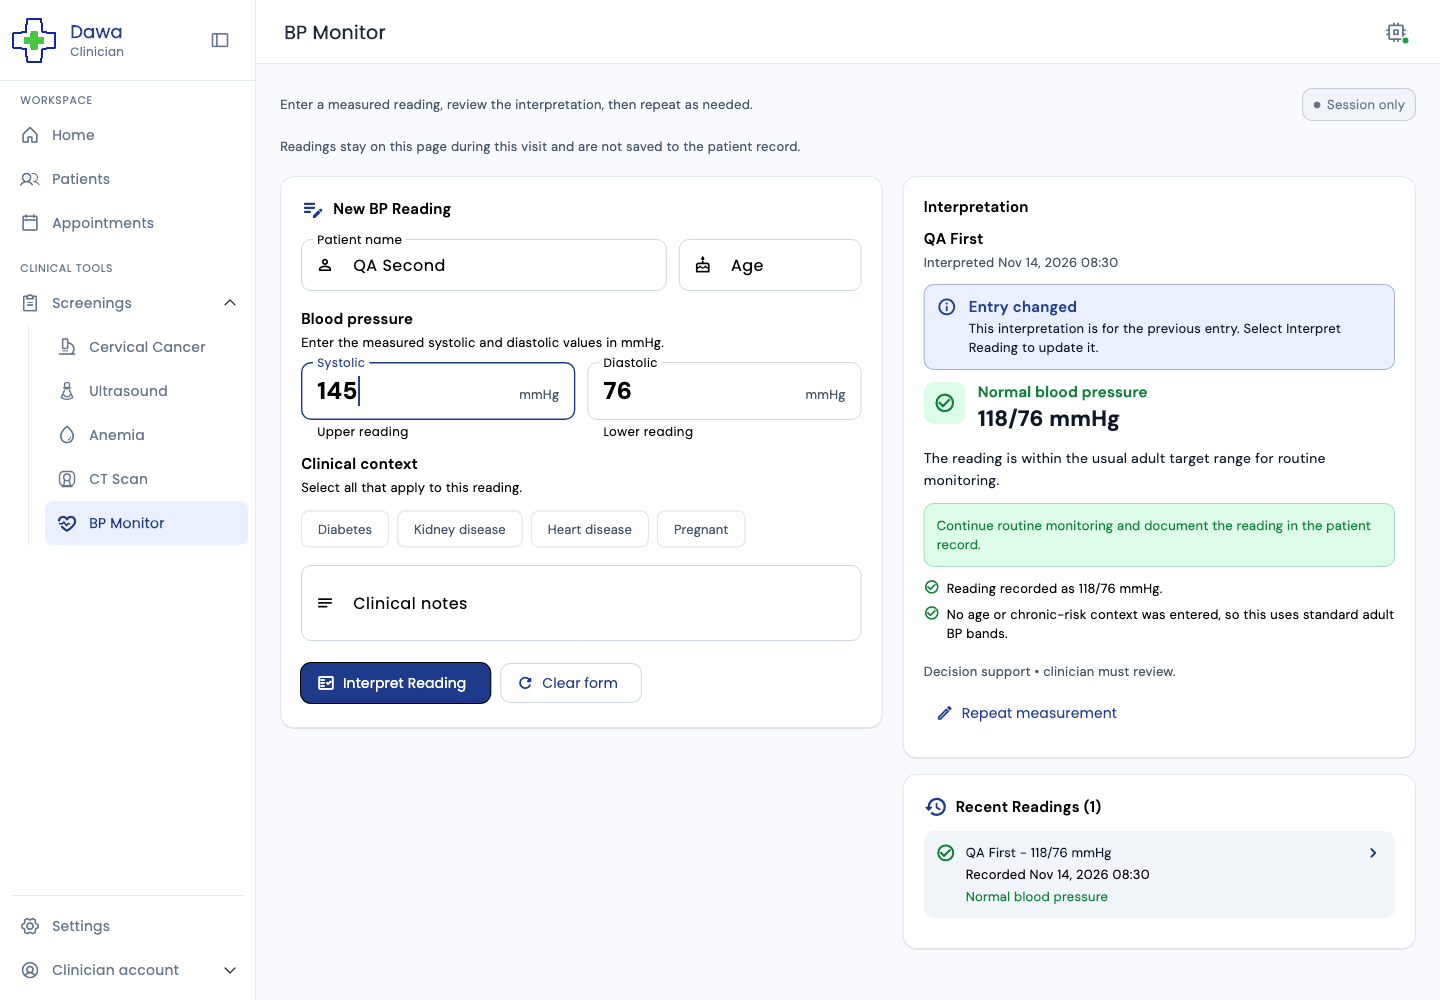 Dawa
Clinician
WORKSPACE
Home
Patients
Appointments
CLINICAL TOOLS
Screenings
Cervical Cancer
Ultrasound
Anemia
CT Scan
BP Monitor
Settings
Clinician account
BP Monitor
Enter a measured reading, review the interpretation, then repeat as needed.
Session only
Readings stay on this page during this visit and are not saved to the patient record.
New BP Reading
Patient name
QA Second
Age
Blood pressure
Enter the measured systolic and diastolic values in mmHg.
Systolic
145
mmHg
Upper reading
Diastolic
76
mmHg
Lower reading
Clinical context
Select all that apply to this reading.
Diabetes
Kidney disease
Heart disease
Pregnant
Clinical notes
Interpret Reading
Clear form
Interpretation
QA First
Interpreted Nov 14, 2026 08:30
Entry changed
This interpretation is for the previous entry. Select Interpret
Reading to update it.
Normal blood pressure
118/76 mmHg
The reading is within the usual adult target range for routine
monitoring.
Continue routine monitoring and document the reading in the patient
record.
Reading recorded as 118/76 mmHg.
No age or chronic-risk context was entered, so this uses standard adult
BP bands.
Decision support • clinician must review.
Repeat measurement
Recent Readings (1)
QA First - 118/76 mmHg
Recorded Nov 14, 2026 08:30
Normal blood pressure